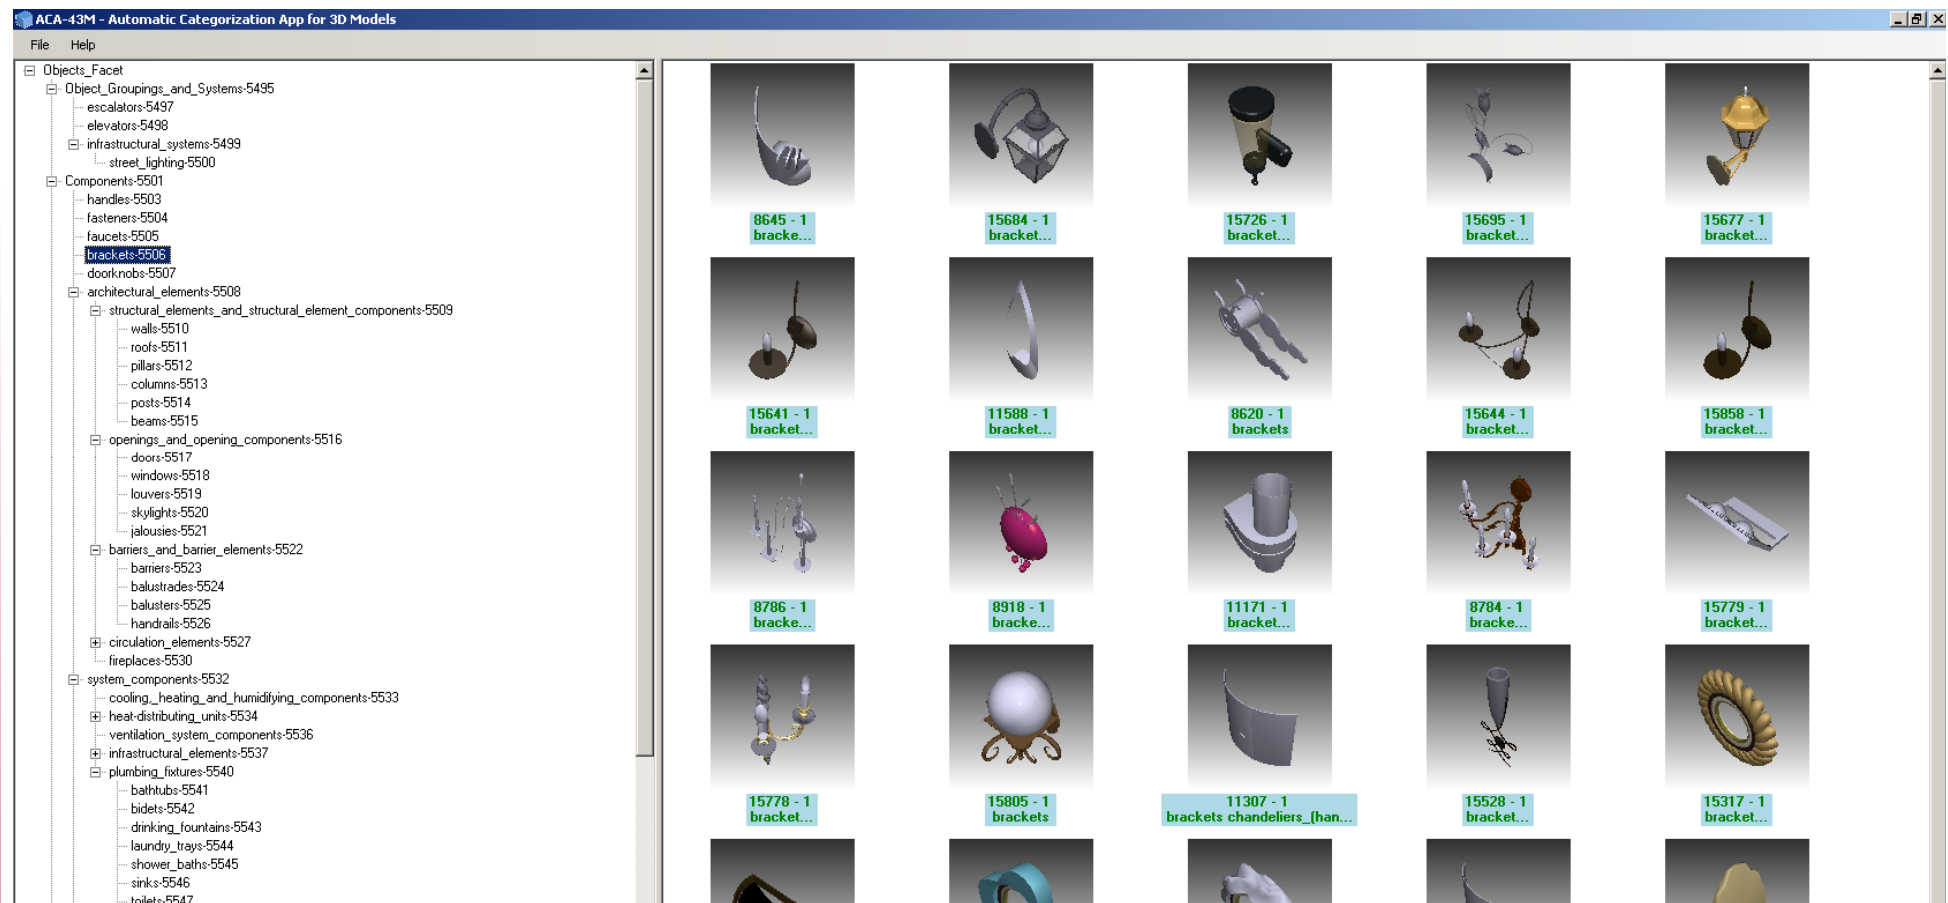 ACA-43M - Automatic Categorization App for 3D Models
File Help
Objects_Facet
Object_Groupings_and_Systems-5495
escalators-5497
elevators-5498
infrastructural_systems-5499
street_lighting-5500
Components-5501
handles-5503
fasteners-5504
faucets-5505
brackets-5506
doorknobs-5507
architectural_elements-5508
structural_elements_and_structural_element_components-5509
walls-5510
roofs-5511
pillars-5512
columns-5513
posts-5514
beams-5515
openings_and_opening_components-5516
doors-5517
windows-5518
louvers-5519
skylights-5520
jalousies-5521
barriers_and_barrier_elements-5522
barriers-5523
balustrades-5524
balusters-5525
handrails-5526
circulation_elements-5527
fireplaces-5530
system_components-5532
cooling,_heating_and_humidifying_components-5533
heat-distributing_units-5534
ventilation_system_components-5536
infrastructural_elements-5537
plumbing_fixtures-5540
bathtubs-5541
bidets-5542
drinking_fountains-5543
laundry_trays-5544
shower_baths-5545
sinks-5546
toilets-5547
8645 - 1
bracke...
15684 - 1
bracket...
15726 - 1
bracket...
15695 - 1
bracket...
15677 - 1
bracket...
15641 - 1
bracket...
11588 - 1
bracket...
8620 - 1
brackets
15644 - 1
bracket...
15858 - 1
bracket...
8786 - 1
bracke...
8918 - 1
bracke...
11171 - 1
bracket...
8784 - 1
bracke...
15779 - 1
bracket...
15778 - 1
bracket...
15805 - 1
brackets
11307 - 1
brackets chandeliers_(han...
15528 - 1
bracket...
15317 - 1
bracket...